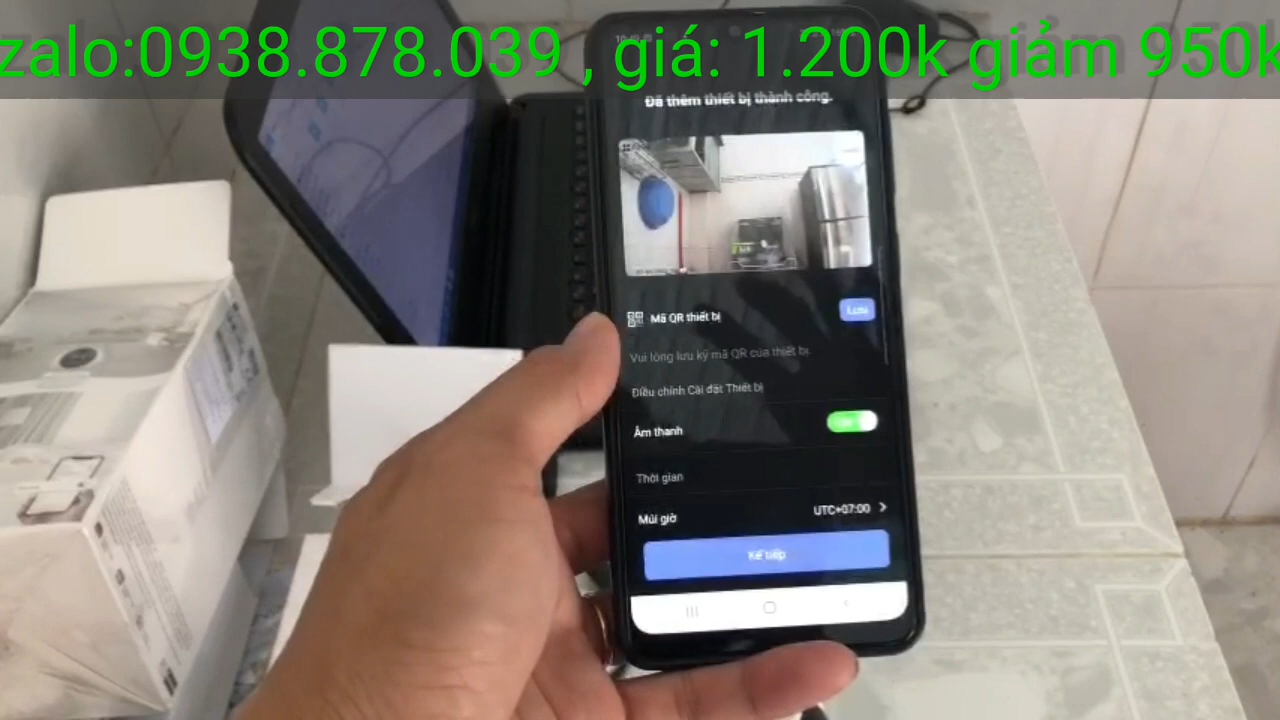 zalo:0938.878.039 , giá: 1.200k giảm 950k
Đã thêm thiết bị thành công.
Mã QR thiết bị
Lưu
Vui lòng lưu kỹ mã QR của thiết bị.
Điều chỉnh Cài đặt Thiết bị
Âm thanh
Thời gian
Múi giờ
UTC+07:00
Kế tiếp